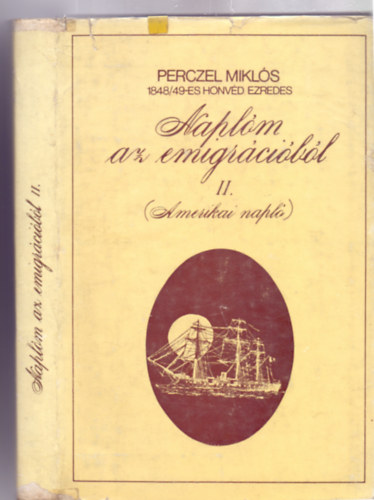 PERCZEL MIKLÓS
1848/49-ES HONVÉD EZREDES
Naplóm
az emigrációból
II.
(Amerikai napló)
Naplóm az emigrációból II.